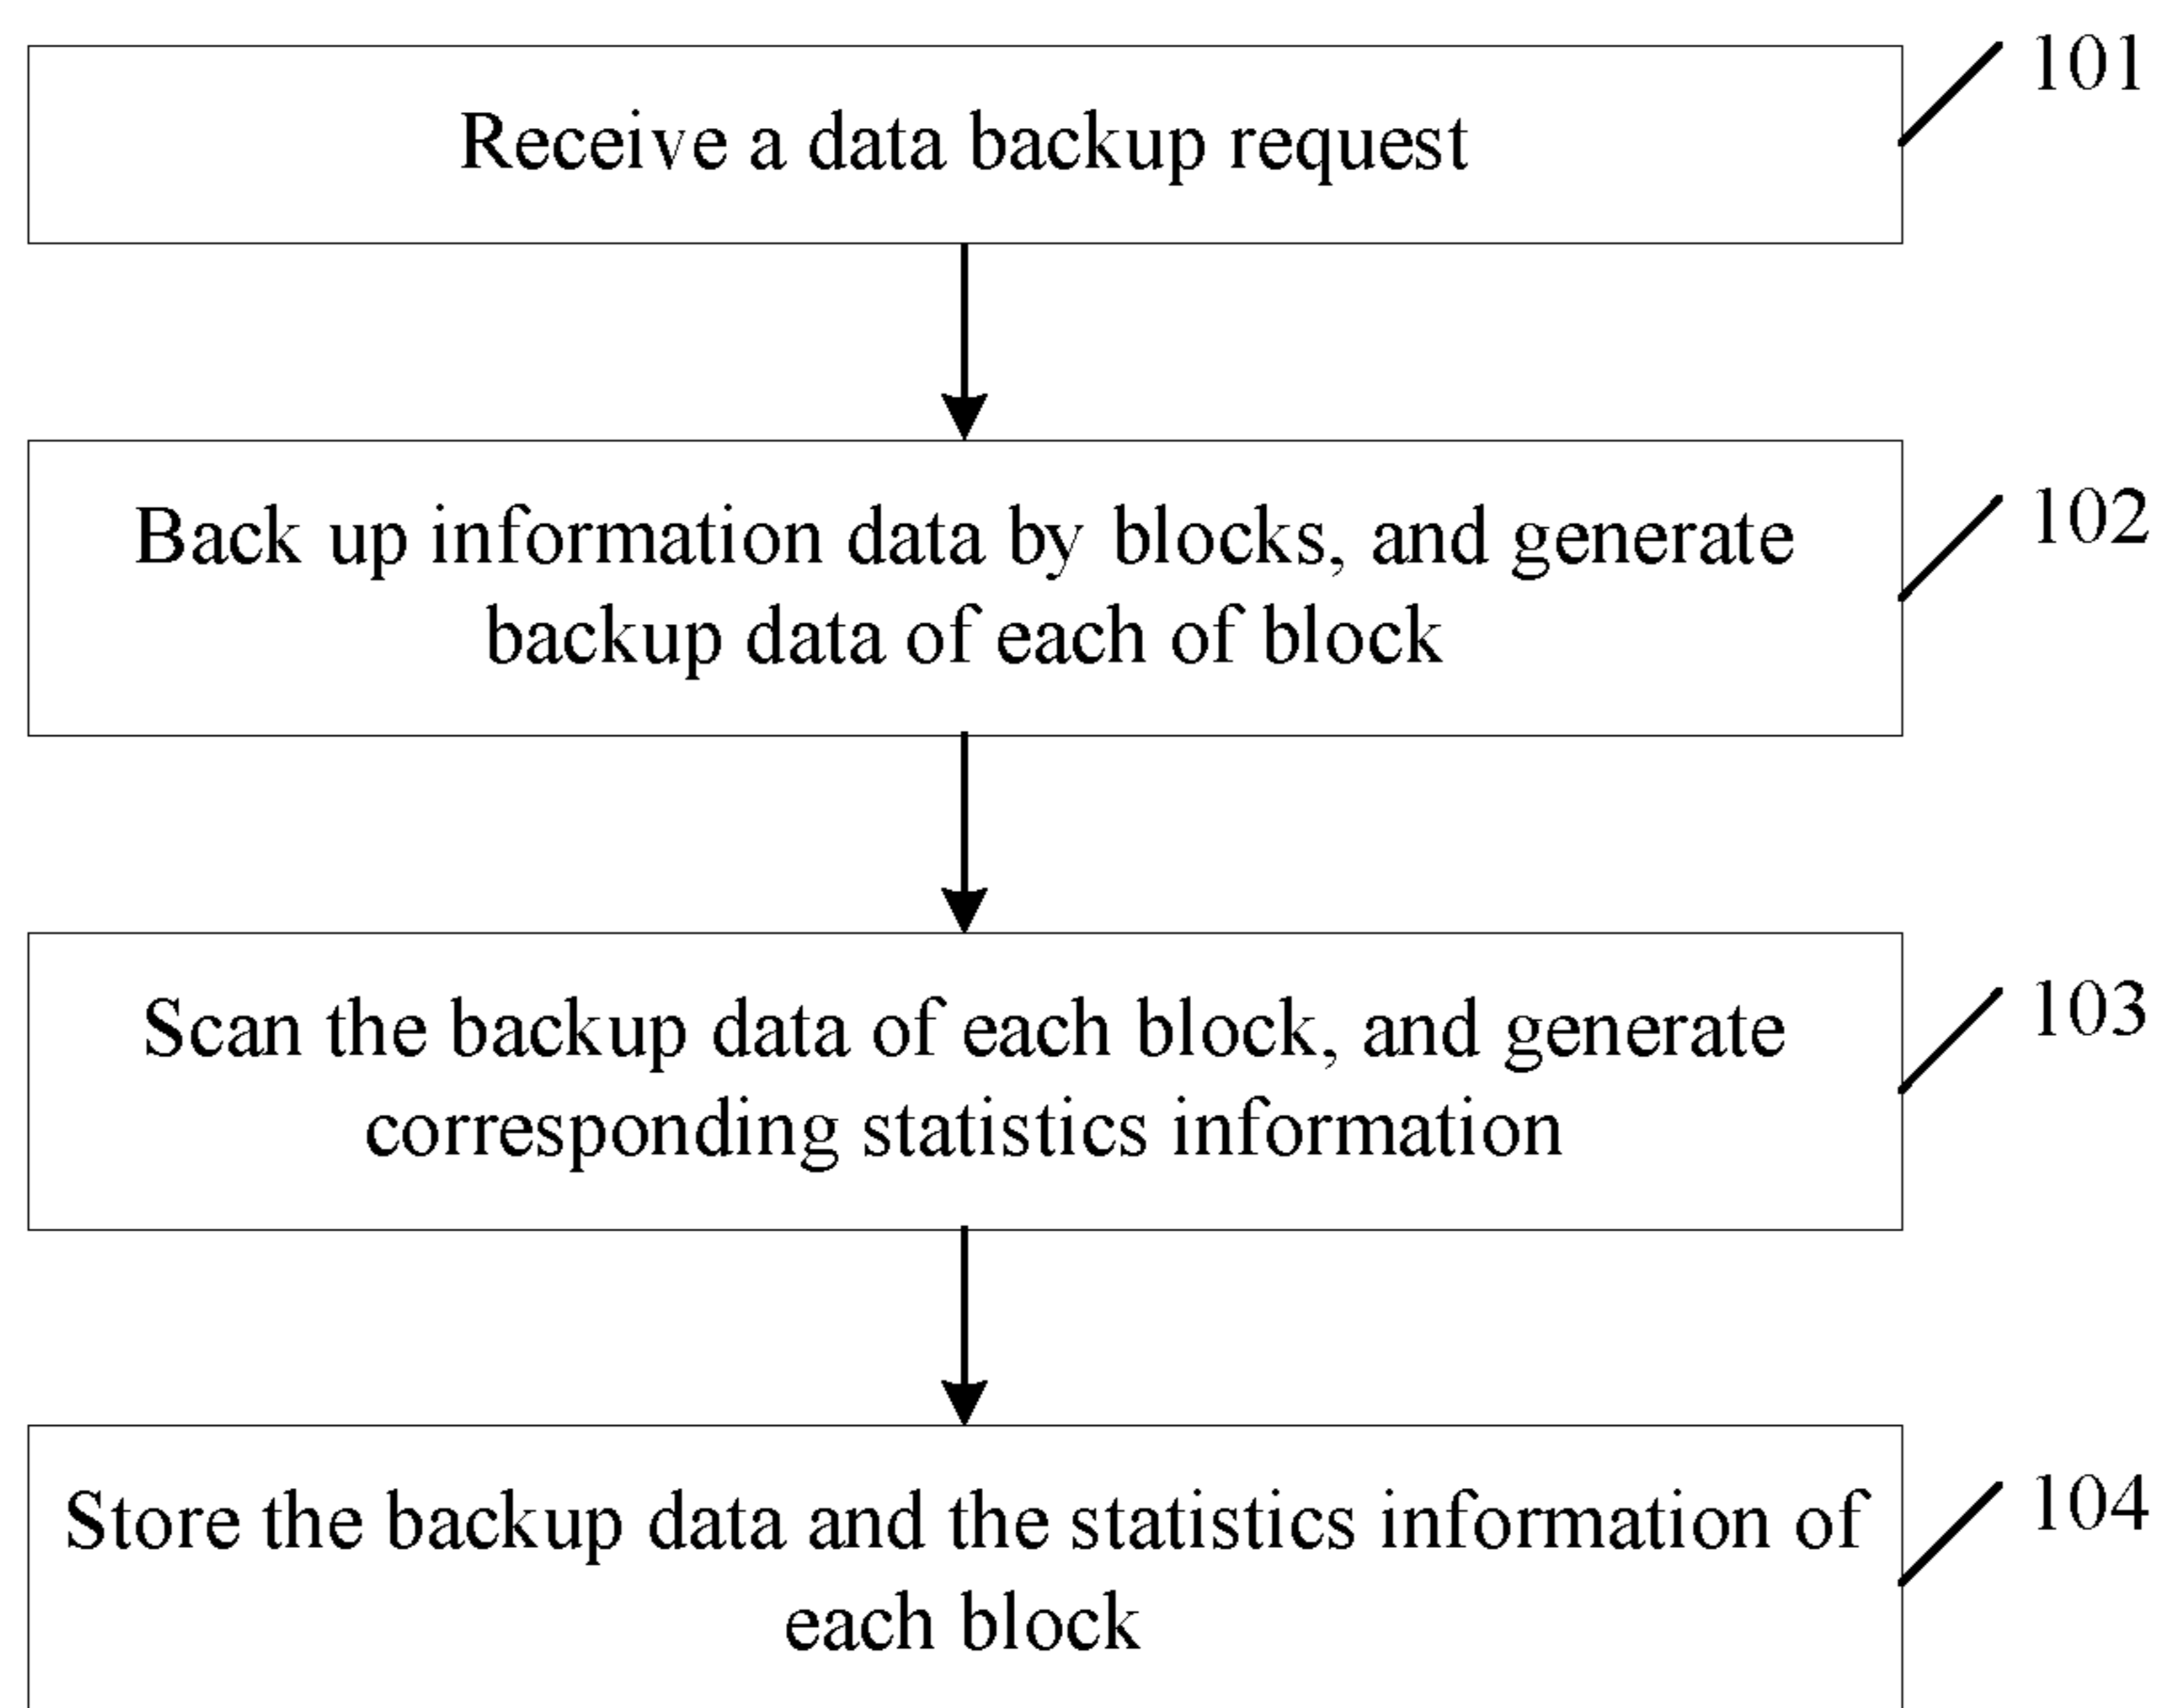 Receive a data backup request
101
Back up information data by blocks, and generate
backup data of each of block
102
Scan the backup data of each block, and generate
corresponding statistics information
103
Store the backup data and the statistics information of
each block
104